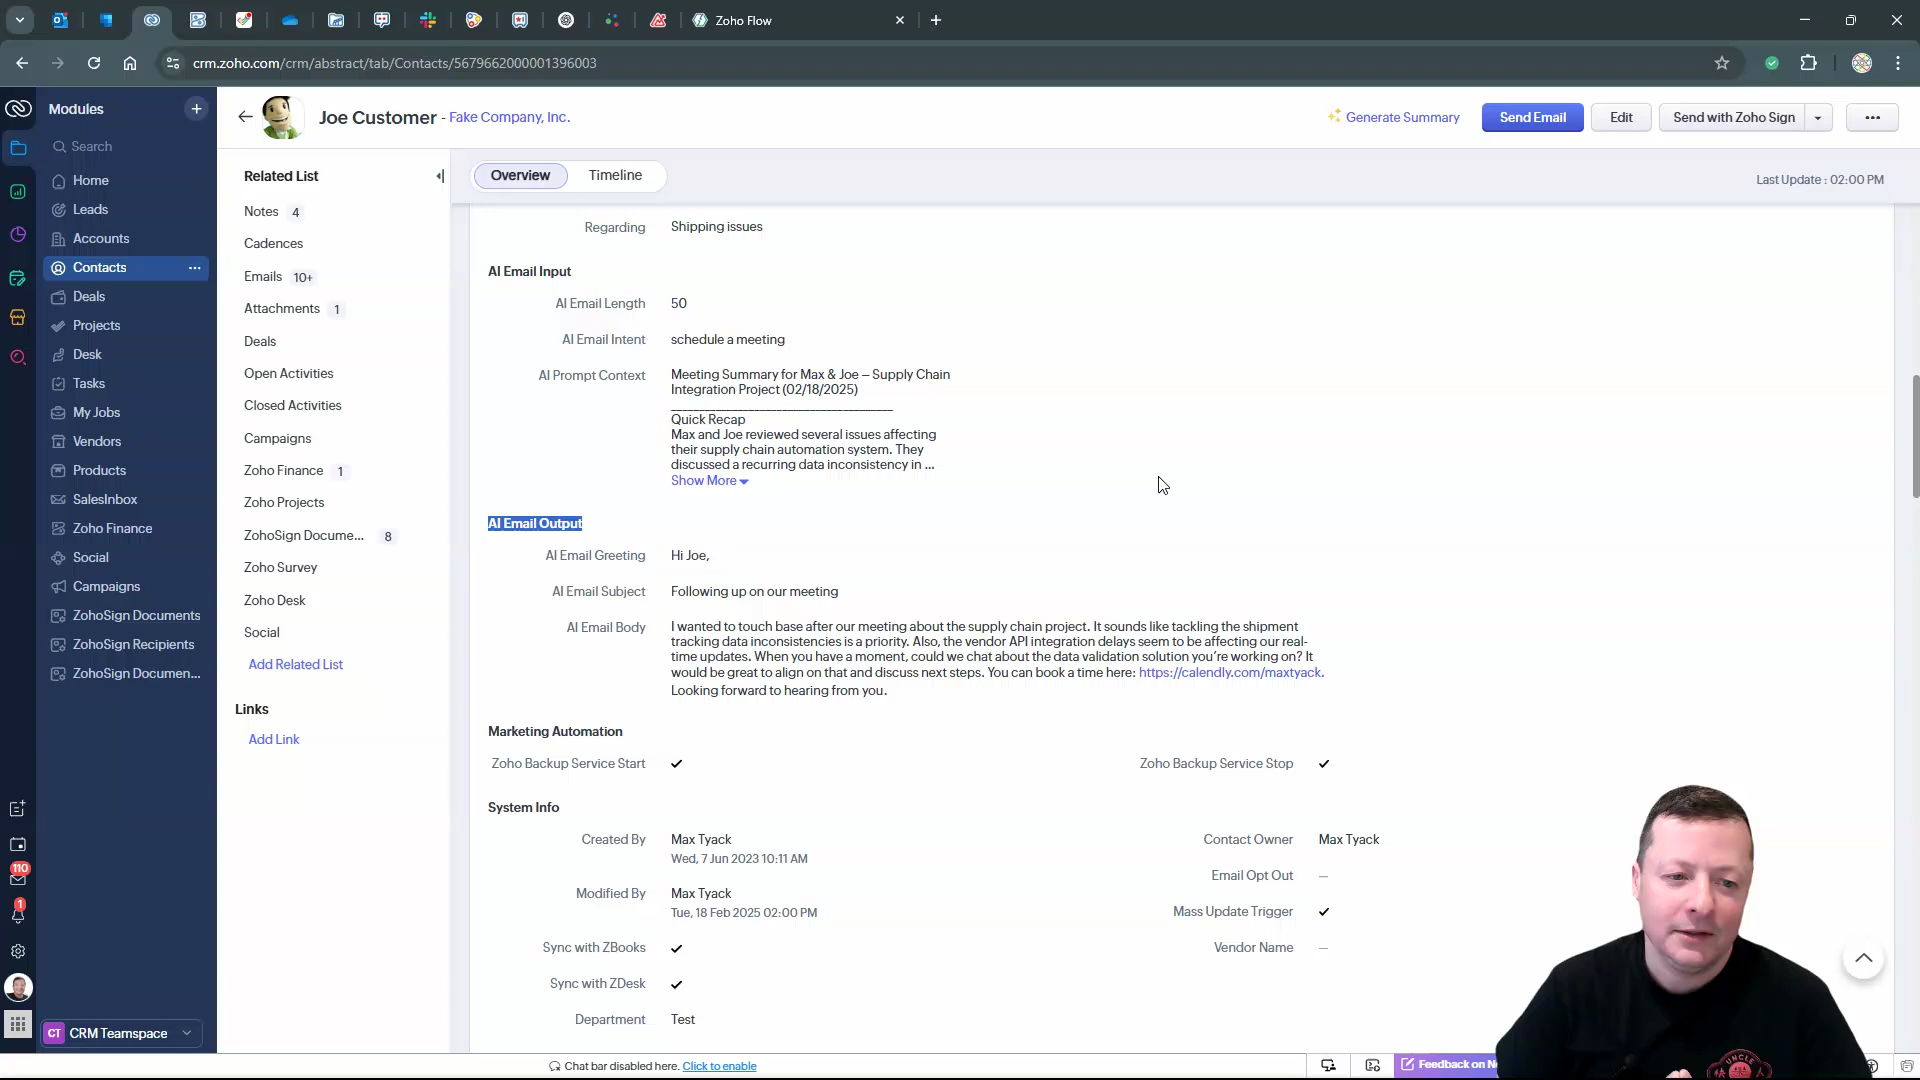 Zoho Flow
crm.zoho.com/crm/abstract/tab/Contacts/5679662000001396003
Modules
Search
Home
Leads
Accounts
Contacts
Deals
Projects
Desk
Tasks
My Jobs
Vendors
Products
SalesInbox
Zoho Finance
Social
Campaigns
ZohoSign Documents
ZohoSign Recipients
ZohoSign Documen...
110
1
CT CRM Teamspace
Joe Customer - Fake Company, Inc.
Generate Summary
Send Email
Edit
Send with Zoho Sign
Related List
Notes 4
Cadences
Emails 10+
Attachments 1
Deals
Open Activities
Closed Activities
Campaigns
Zoho Finance 1
Zoho Projects
ZohoSign Docume... 8
Zoho Survey
Zoho Desk
Social
Add Related List
Links
Add Link
Overview
Timeline
Last Update : 02:00 PM
Regarding Shipping issues
AI Email Input
AI Email Length 50
AI Email Intent schedule a meeting
AI Prompt Context Meeting Summary for Max & Joe – Supply Chain
Integration Project (02/18/2025)
________________________________________
Quick Recap
Max and Joe reviewed several issues affecting
their supply chain automation system. They
discussed a recurring data inconsistency in ...
Show More
AI Email Output
AI Email Greeting Hi Joe,
AI Email Subject Following up on our meeting
AI Email Body I wanted to touch base after our meeting about the supply chain project. It sounds like tackling the shipment
tracking data inconsistencies is a priority. Also, the vendor API integration delays seem to be affecting our real-
time updates. When you have a moment, could we chat about the data validation solution you're working on? It
would be great to align on that and discuss next steps. You can book a time here: https://calendly.com/maxtyack.
Looking forward to hearing from you.
Marketing Automation
Zoho Backup Service Start
Zoho Backup Service Stop
System Info
Created By Max Tyack
Wed, 7 Jun 2023 10:11 AM
Contact Owner Max Tyack
Email Opt Out —
Modified By Max Tyack
Tue, 18 Feb 2025 02:00 PM
Mass Update Trigger
Sync with ZBooks
Vendor Name —
Sync with ZDesk
Department Test
Chat bar disabled here. Click to enable
Feedback on N
UNCLE